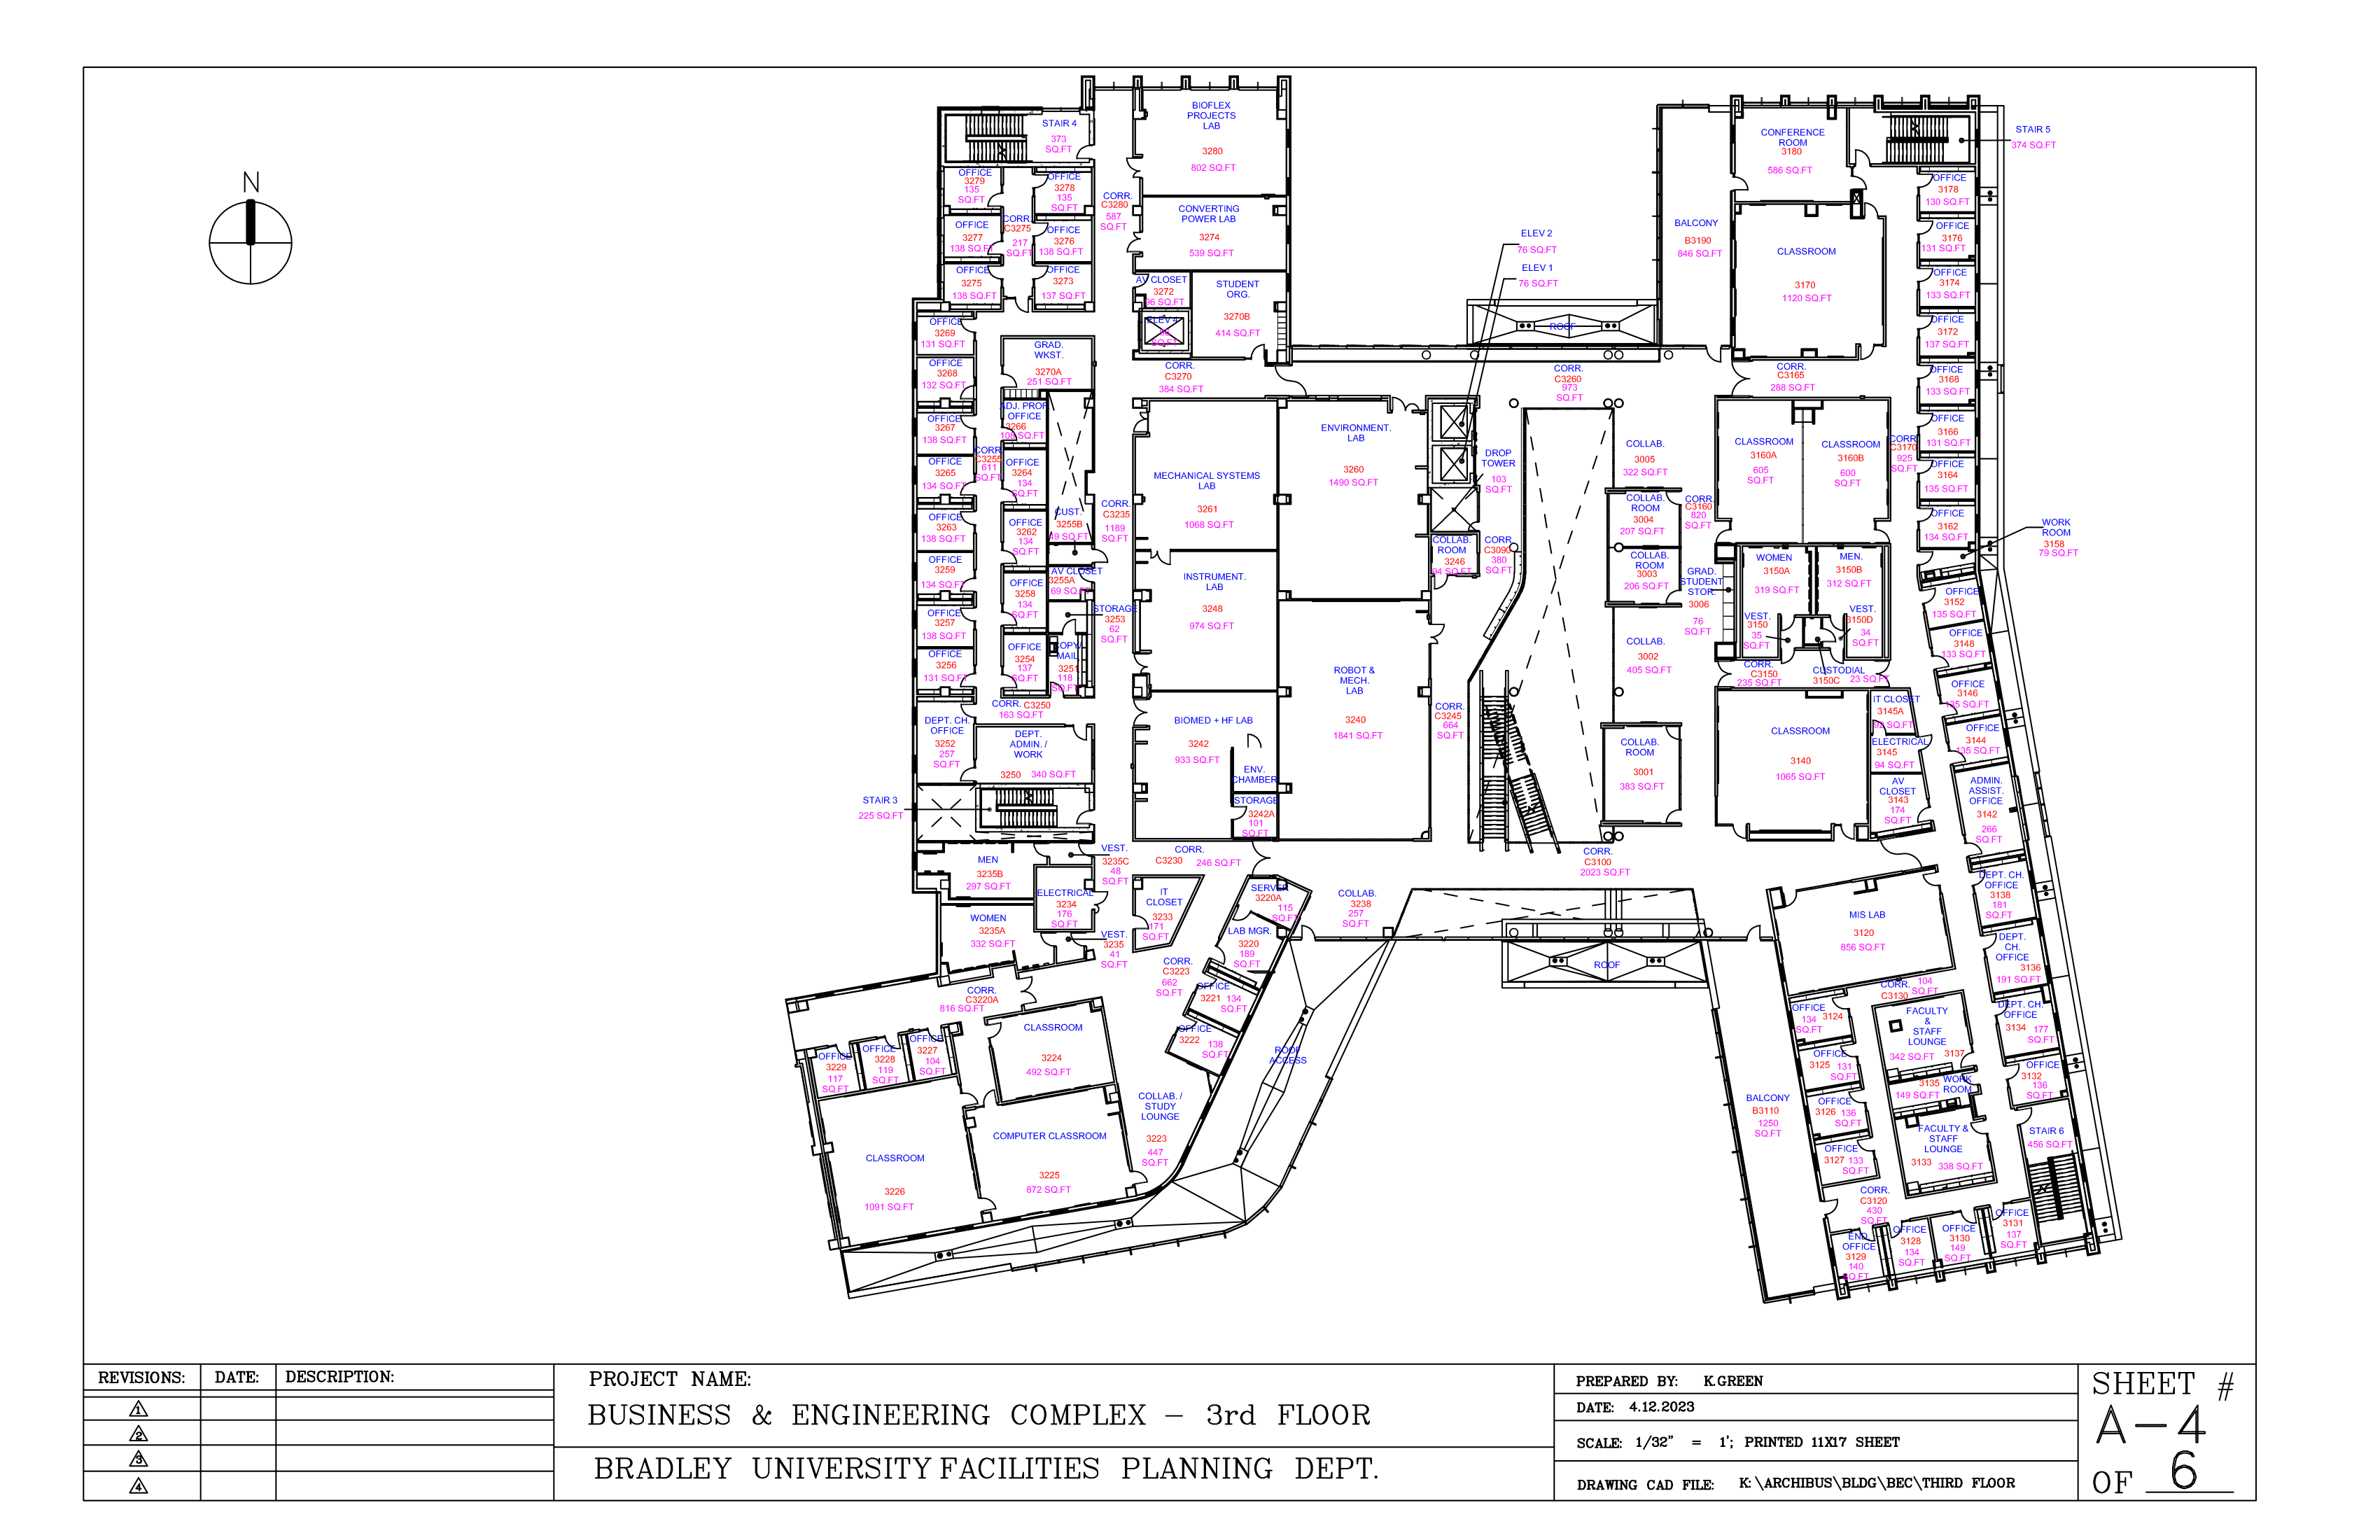 N
STAIR 4
373
SQ.FT
BIOFLEX
PROJECTS
LAB
3280
802 SQ.FT
OFFICE
3279
135
SQ.FT
OFFICE
3278
135
SQ.FT
CORR.
C3280
587
SQ.FT
CORR.
C3275
217
SQ.FT
OFFICE
3277
138 SQ.FT
OFFICE
3276
138 SQ.FT
OFFICE
3275
138 SQ.FT
OFFICE
3273
137 SQ.FT
CONVERTING
POWER LAB
3274
539 SQ.FT
AV CLOSET
3272
96 SQ.FT
ELEV 4
SQ.FT
STUDENT
ORG.
3270B
414 SQ.FT
ELEV 2
76 SQ.FT
ELEV 1
76 SQ.FT
ROOF
BALCONY
B3190
846 SQ.FT
CONFERENCE
ROOM
3180
586 SQ.FT
STAIR 5
374 SQ.FT
CLASSROOM
3170
1120 SQ.FT
OFFICE
3178
130 SQ.FT
OFFICE
3176
131 SQ.FT
OFFICE
3174
133 SQ.FT
OFFICE
3172
137 SQ.FT
OFFICE
3168
133 SQ.FT
OFFICE
3166
131 SQ.FT
OFFICE
3164
135 SQ.FT
OFFICE
3162
134 SQ.FT
WORK
ROOM
3158
79 SQ.FT
OFFICE
3269
131 SQ.FT
OFFICE
3268
132 SQ.FT
OFFICE
3267
138 SQ.FT
OFFICE
3265
134 SQ.FT
OFFICE
3263
138 SQ.FT
OFFICE
3259
134 SQ.FT
OFFICE
3257
138 SQ.FT
OFFICE
3256
131 SQ.FT
GRAD.
WKST.
3270A
251 SQ.FT
ADJ. PROF.
OFFICE
3266
109 SQ.FT
CORR.
C3255
611
SQ.FT
OFFICE
3264
134
SQ.FT
OFFICE
3262
134
SQ.FT
OFFICE
3258
134
SQ.FT
OFFICE
3254
137
SQ.FT
CUST.
3255B
49 SQ.FT
AV CLOSET
3255A
69 SQ.FT
STORAGE
3253
62
SQ.FT
COPY/
MAIL
3251
118
SQ.FT
CORR. C3250
163 SQ.FT
CORR.
C3235
1189
SQ.FT
CORR.
C3270
384 SQ.FT
CORR.
C3260
973
SQ.FT
CORR.
C3165
288 SQ.FT
MECHANICAL SYSTEMS
LAB
3261
1068 SQ.FT
ENVIRONMENT.
LAB
3260
1490 SQ.FT
INSTRUMENT.
LAB
3248
974 SQ.FT
ROBOT &
MECH.
LAB
3240
1841 SQ.FT
BIOMED + HF LAB
3242
933 SQ.FT
ENV.
CHAMBER
STORAGE
3242A
101
SQ.FT
DROP
TOWER
103
SQ.FT
COLLAB.
ROOM
3246
94 SQ.FT
CORR.
C3090
380
SQ.FT
CORR.
C3245
664
SQ.FT
COLLAB.
3005
322 SQ.FT
COLLAB.
ROOM
3004
207 SQ.FT
COLLAB.
ROOM
3003
206 SQ.FT
COLLAB.
3002
405 SQ.FT
COLLAB.
ROOM
3001
383 SQ.FT
CORR.
C3160
820
SQ.FT
GRAD.
STUDENT
STOR.
3006
76
SQ.FT
CLASSROOM
3160A
605
SQ.FT
CLASSROOM
3160B
600
SQ.FT
CORR.
C3170
925
SQ.FT
WOMEN
3150A
319 SQ.FT
MEN.
3150B
312 SQ.FT
VEST.
3150
35
SQ.FT
VEST.
3150D
34
SQ.FT
CORR.
C3150
235 SQ.FT
CUSTODIAL
3150C
23 SQ.FT
CLASSROOM
3140
1065 SQ.FT
IT CLOSET
3145A
92 SQ.FT
ELECTRICAL
3145
94 SQ.FT
AV
CLOSET
3143
174
SQ.FT
OFFICE
3152
135 SQ.FT
OFFICE
3148
133 SQ.FT
OFFICE
3146
135 SQ.FT
OFFICE
3144
135 SQ.FT
ADMIN.
ASSIST.
OFFICE
3142
266
SQ.FT
DEPT. CH.
OFFICE
3138
181
SQ.FT
DEPT.
CH.
OFFICE
3136
191 SQ.FT
DEPT. CH.
OFFICE
3134
177
SQ.FT
OFFICE
3132
136
SQ.FT
DEPT. CH.
OFFICE
3252
257
SQ.FT
DEPT.
ADMIN. /
WORK
3250
340 SQ.FT
STAIR 3
225 SQ.FT
MEN
3235B
297 SQ.FT
VEST.
3235C
48
SQ.FT
ELECTRICAL
3234
176
SQ.FT
WOMEN
3235A
332 SQ.FT
VEST.
3235
41
SQ.FT
CORR.
C3230
246 SQ.FT
IT
CLOSET
3233
171
SQ.FT
SERVER
3220A
115
SQ.FT
LAB MGR.
3220
189
SQ.FT
CORR.
C3223
662
SQ.FT
OFFICE
3221
134
SQ.FT
OFFICE
3222
138
SQ.FT
COLLAB.
3238
257
SQ.FT
CORR.
C3100
2023 SQ.FT
ROOF
ROOF
ACCESS
CORR.
C3220A
816 SQ.FT
CLASSROOM
3224
492 SQ.FT
OFFICE
3229
117
SQ.FT
OFFICE
3228
119
SQ.FT
OFFICE
3227
104
SQ.FT
COLLAB. /
STUDY
LOUNGE
3223
447
SQ.FT
COMPUTER CLASSROOM
3225
872 SQ.FT
CLASSROOM
3226
1091 SQ.FT
MIS LAB
3120
856 SQ.FT
CORR.
C3130
104
SQ.FT
OFFICE
3124
134
SQ.FT
OFFICE
3125
131
SQ.FT
OFFICE
3126
136
SQ.FT
OFFICE
3127
133
SQ.FT
FACULTY
&
STAFF
LOUNGE
3137
342 SQ.FT
WORK
ROOM
3135
149 SQ.FT
FACULTY &
STAFF
LOUNGE
3133
338 SQ.FT
STAIR 6
456 SQ.FT
BALCONY
B3110
1250
SQ.FT
CORR.
C3120
430
SQ.FT
END
OFFICE
3129
140
SQ.FT
OFFICE
3128
134
SQ.FT
OFFICE
3130
149
SQ.FT
OFFICE
3131
137
SQ.FT
REVISIONS: DATE: DESCRIPTION:
1
2
3
4
PROJECT NAME:
BUSINESS & ENGINEERING COMPLEX – 3rd FLOOR
BRADLEY UNIVERSITY FACILITIES PLANNING DEPT.
PREPARED BY: K.GREEN
DATE: 4.12.2023
SCALE: 1/32" = 1'; PRINTED 11X17 SHEET
DRAWING CAD FILE: K:\ARCHIBUS\BLDG\BEC\THIRD FLOOR
SHEET #
A-4
OF 6